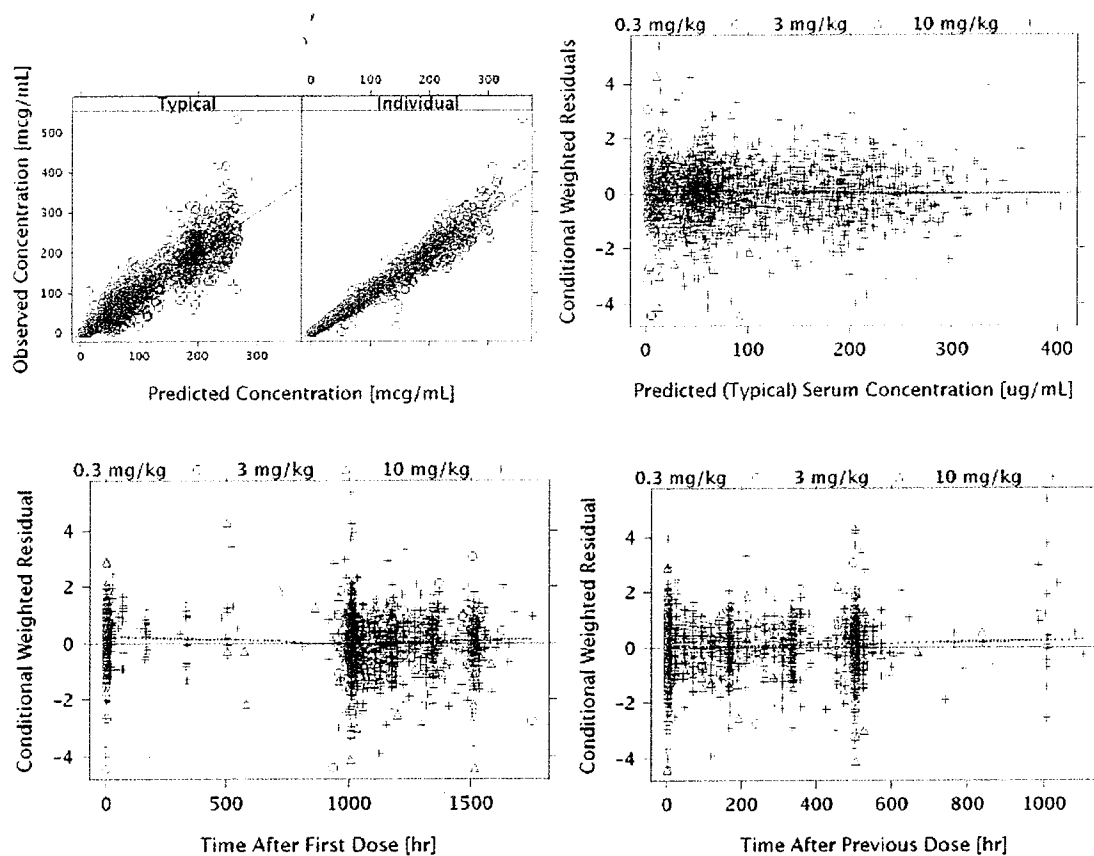 0 100 200 300
Typical Individual
Observed Concentration [mcg/mL]
500
400
300
200
100
0
0 100 200 300
0 100 200 300
Predicted Concentration [mcg/mL]
0.3 mg/kg ○ 3 mg/kg △ 10 mg/kg +
Conditional Weighted Residuals
4
2
0
-2
-4
0 100 200 300 400
Predicted (Typical) Serum Concentration [ug/mL]
0.3 mg/kg ○ 3 mg/kg △ 10 mg/kg +
Conditional Weighted Residual
4
2
0
-2
-4
0 500 1000 1500
Time After First Dose [hr]
0.3 mg/kg ○ 3 mg/kg △ 10 mg/kg +
Conditional Weighted Residual
4
2
0
-2
-4
0 200 400 600 800 1000
Time After Previous Dose [hr]